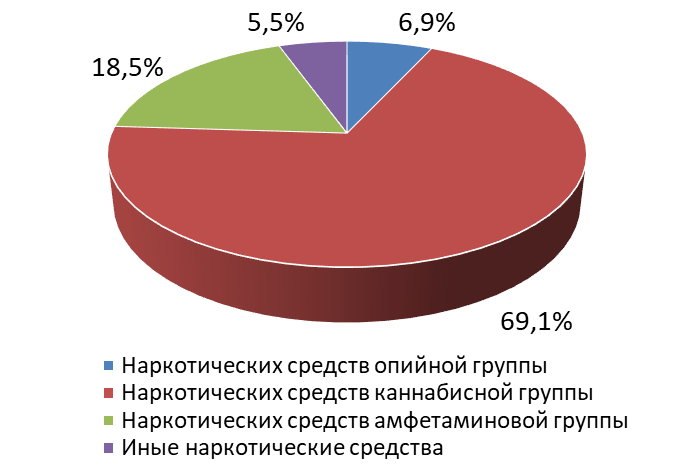 5,5%
6,9%
18,5%
69,1%
Наркотических средств опийной группы
Наркотических средств каннабисной группы
Наркотических средств амфетаминовой группы
Иные наркотические средства